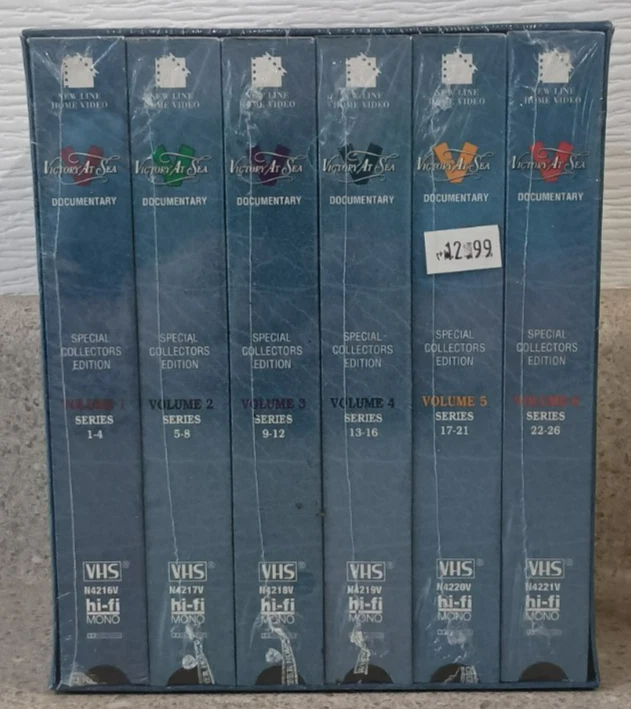 NEW LINE
HOME VIDEO
VICTORY AT SEA
DOCUMENTARY
SPECIAL
COLLECTORS
EDITION
VOLUME 1
SERIES
1-4
VHS
N4216V
hi-fi
MONO
NEW LINE
HOME VIDEO
VICTORY AT SEA
DOCUMENTARY
SPECIAL
COLLECTORS
EDITION
VOLUME 2
SERIES
5-8
VHS
N4217V
hi-fi
MONO
NEW LINE
HOME VIDEO
VICTORY AT SEA
DOCUMENTARY
SPECIAL
COLLECTORS
EDITION
VOLUME 3
SERIES
9-12
VHS
N4218V
hi-fi
MONO
NEW LINE
HOME VIDEO
VICTORY AT SEA
DOCUMENTARY
SPECIAL
COLLECTORS
EDITION
VOLUME 4
SERIES
13-16
VHS
N4219V
hi-fi
MONO
NEW LINE
HOME VIDEO
VICTORY AT SEA
DOCUMENTARY
12.99
SPECIAL
COLLECTORS
EDITION
VOLUME 5
SERIES
17-21
VHS
N4220V
hi-fi
MONO
NEW LINE
HOME VIDEO
VICTORY AT SEA
DOCUMENTARY
SPECIAL
COLLECTORS
EDITION
VOLUME 6
SERIES
22-26
VHS
N4221V
hi-fi
MONO